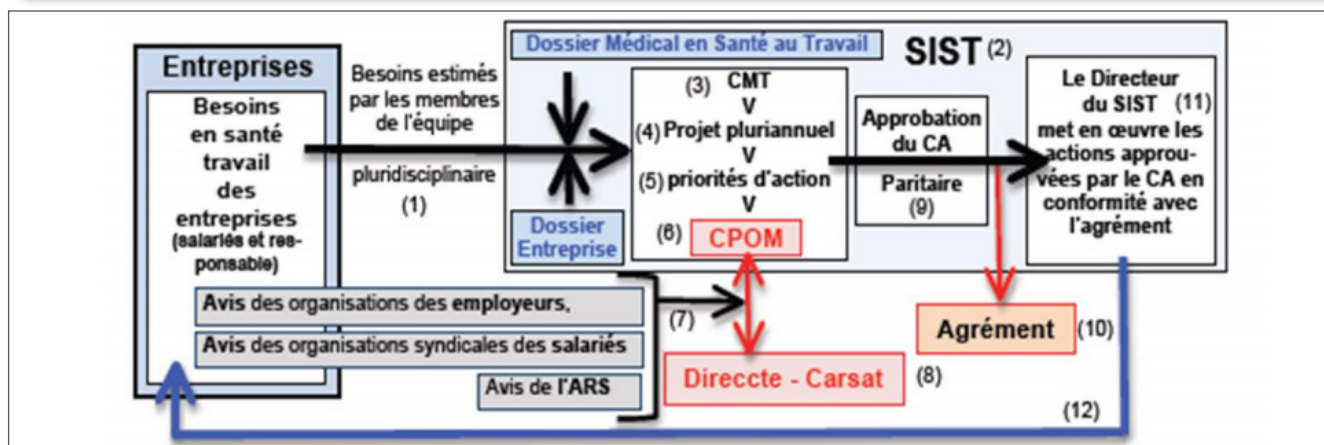 Entreprises
Besoins
en santé
travail
des
entreprises
(salariés et res-
ponsable)
Besoins estimés
par les membres
de l'équipe
pluridisciplinaire
(1)
Dossier Médical en Santé au Travail
SIST (2)
Dossier
Entreprise
(3) CMT
V
(4) Projet pluriannuel
V
(5) priorités d'action
V
(6) CPOM
Approbation
du CA
Paritaire
(9)
Le Directeur
du SIST (11)
met en œuvre les
actions approu-
vées par le CA en
conformité avec
l'agrément
Avis des organisations des employeurs,
Avis des organisations syndicales des salariés
Avis de l'ARS
(7)
Direccte - Carsat (8)
Agrément (10)
(12)